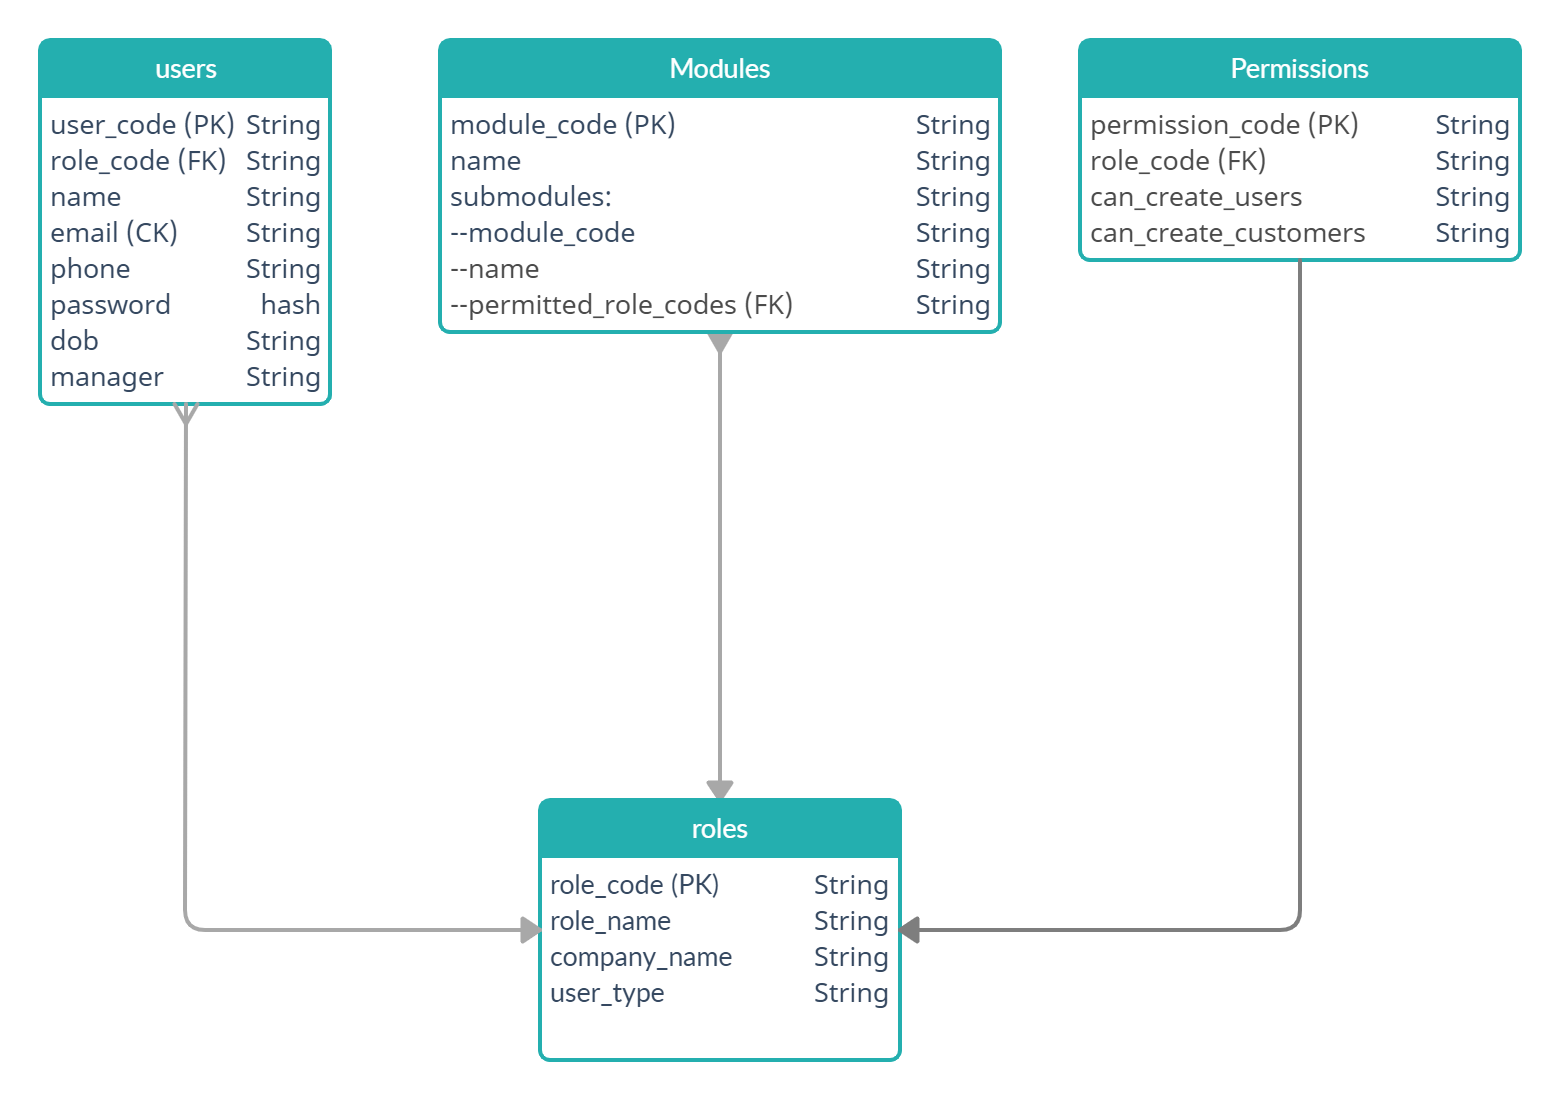 users
user_code (PK) String
role_code (FK) String
name String
email (CK) String
phone String
password hash
dob String
manager String
Modules
module_code (PK) String
name String
submodules: String
--module_code String
--name String
--permitted_role_codes (FK) String
Permissions
permission_code (PK) String
role_code (FK) String
can_create_users String
can_create_customers String
roles
role_code (PK) String
role_name String
company_name String
user_type String